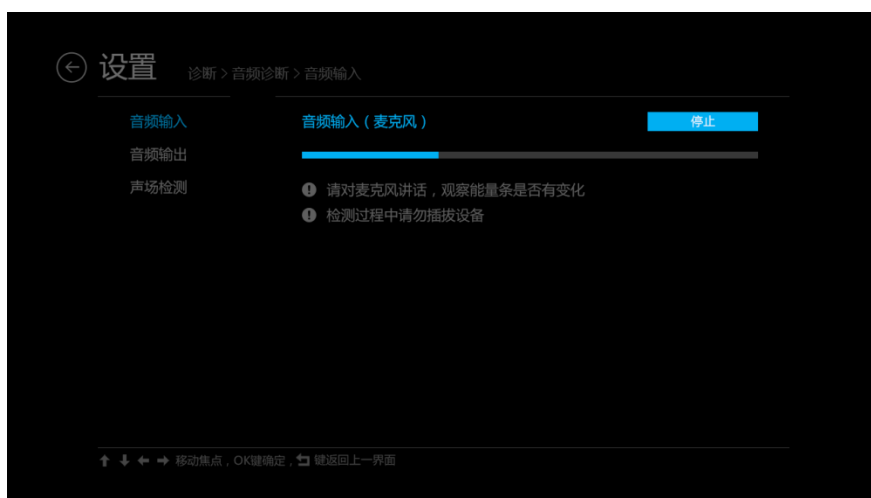 设置 诊断 > 音频诊断 > 音频输入
音频输入
音频输出
声场检测
音频输入（麦克风）
停止
请对麦克风讲话，观察能量条是否有变化
检测过程中请勿插拔设备
移动焦点，OK键确定， 键返回上一界面